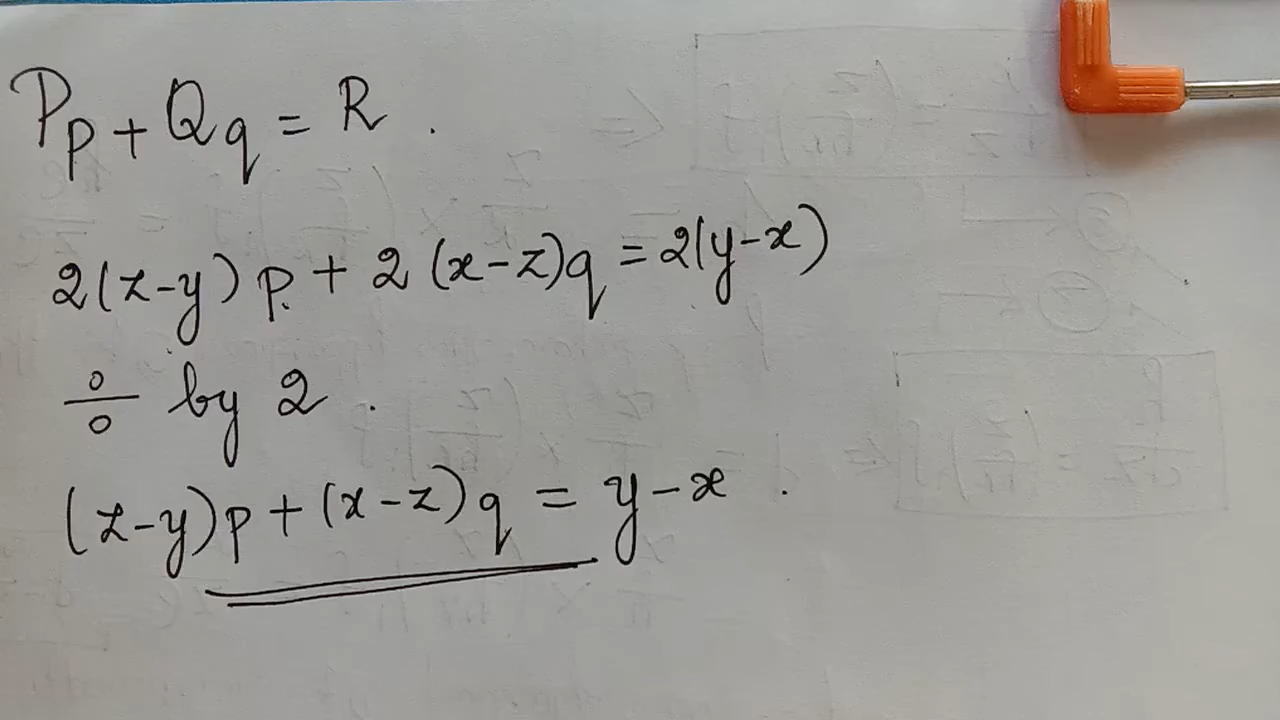 Pp + Qq = R .
2(z-y) p + 2 (x-z)q = 2(y-x)
÷ by 2 .
(z-y)p + (x-z)q = y-x .